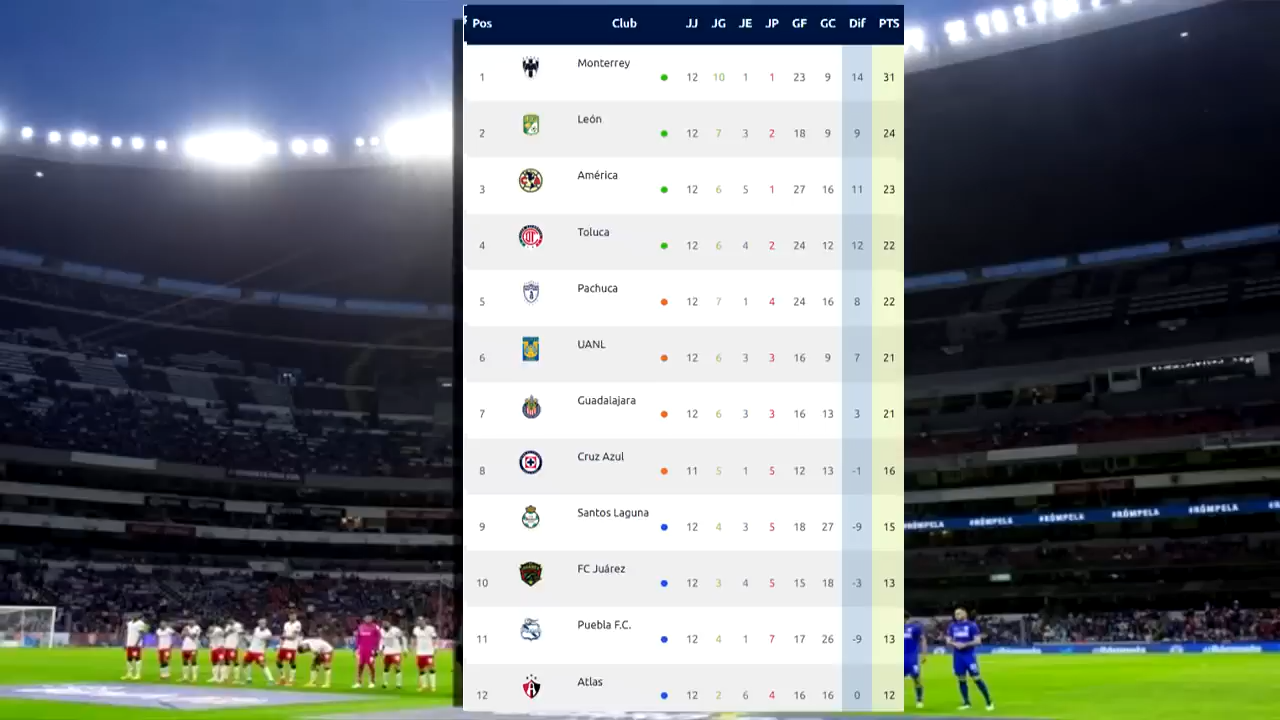 Pos Club JJ JG JE JP GF GC Dif PTS
1 Monterrey 12 10 1 1 23 9 14 31
2 León 12 7 3 2 18 9 9 24
3 América 12 6 5 1 27 16 11 23
4 Toluca 12 6 4 2 24 12 12 22
5 Pachuca 12 7 1 4 24 16 8 22
6 UANL 12 6 3 3 16 9 7 21
7 Guadalajara 12 6 3 3 16 13 3 21
8 Cruz Azul 11 5 1 5 12 13 -1 16
9 Santos Laguna 12 4 3 5 18 27 -9 15
10 FC Juárez 12 3 4 5 15 18 -3 13
11 Puebla F.C. 12 4 1 7 17 26 -9 13
12 Atlas 12 2 6 4 16 16 0 12
#RÓMPELA #RÓMPELA #RÓMPELA #RÓMPELA #RÓMPELA